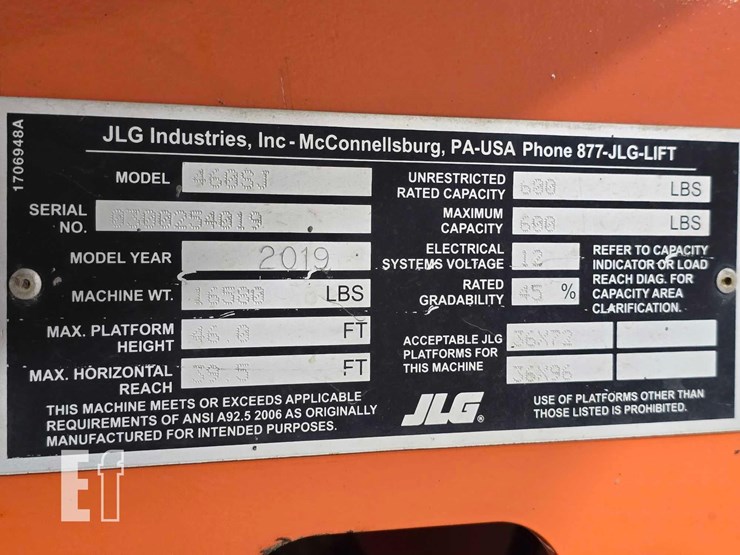 1706948A
JLG Industries, Inc - McConnellsburg, PA-USA Phone 877-JLG-LIFT
MODEL 460SJ
SERIAL NO. 0300254019
MODEL YEAR 2019
MACHINE WT. 16580 LBS
MAX. PLATFORM HEIGHT 46.0 FT
MAX. HORIZONTAL REACH 39.5 FT
THIS MACHINE MEETS OR EXCEEDS APPLICABLE
REQUIREMENTS OF ANSI A92.5 2006 AS ORIGINALLY
MANUFACTURED FOR INTENDED PURPOSES.
UNRESTRICTED RATED CAPACITY 600 LBS
MAXIMUM CAPACITY 600 LBS
ELECTRICAL SYSTEMS VOLTAGE 12
RATED GRADABILITY 45 %
REFER TO CAPACITY
INDICATOR OR LOAD
REACH DIAG. FOR
CAPACITY AREA
CLARIFICATION.
ACCEPTABLE JLG
PLATFORMS FOR
THIS MACHINE
36X72
36X96
JLG®
USE OF PLATFORMS OTHER THAN
THOSE LISTED IS PROHIBITED.
Ef